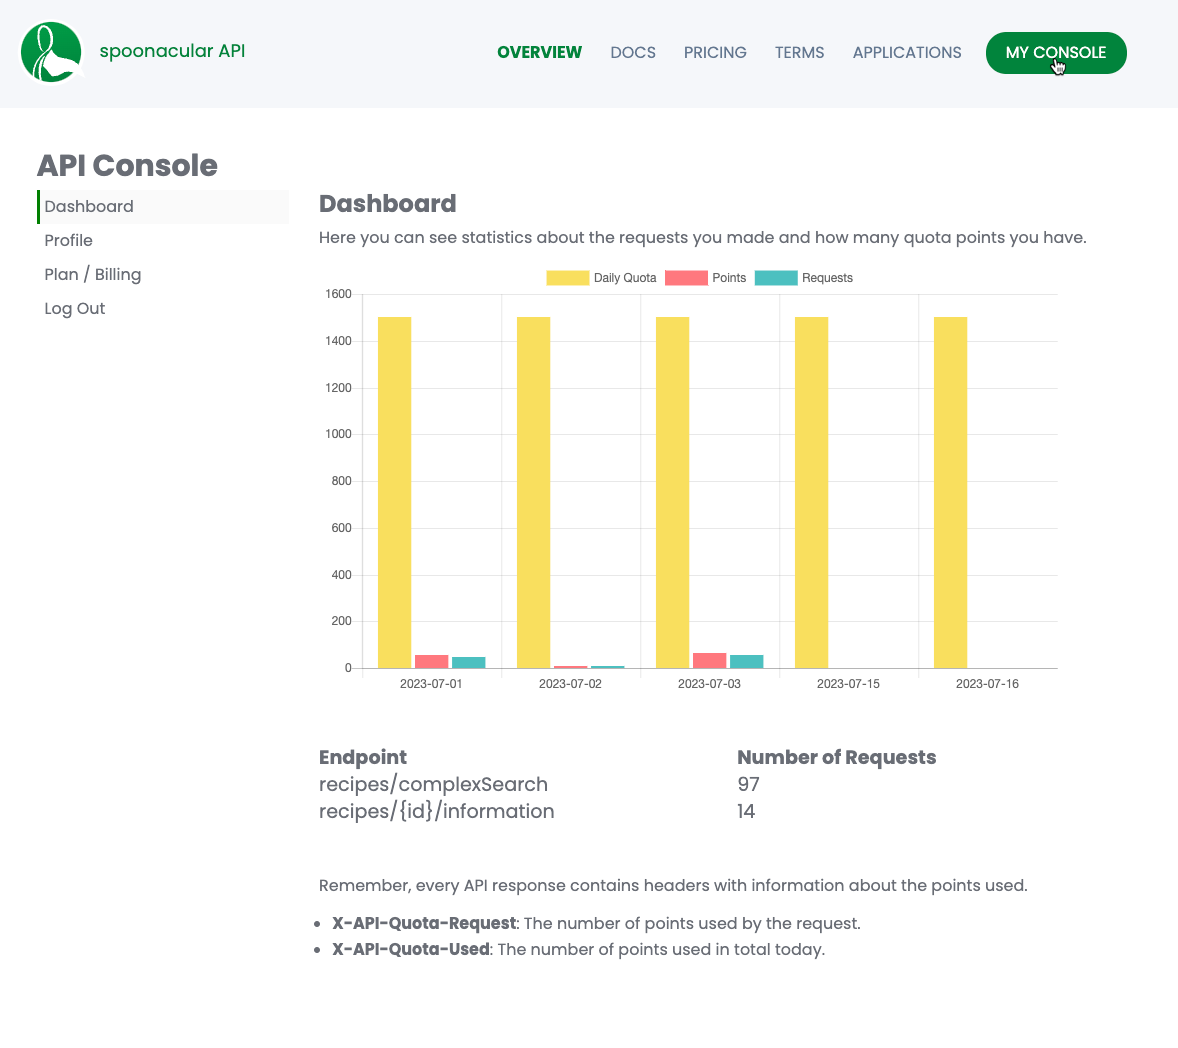 spoonacular API
OVERVIEW DOCS PRICING TERMS APPLICATIONS MY CONSOLE
API Console
Dashboard
Profile
Plan / Billing
Log Out
Dashboard
Here you can see statistics about the requests you made and how many quota points you have.
Daily Quota Points Requests
1600
1400
1200
1000
800
600
400
200
0
2023-07-01 2023-07-02 2023-07-03 2023-07-15 2023-07-16
Endpoint Number of Requests
recipes/complexSearch 97
recipes/{id}/information 14
Remember, every API response contains headers with information about the points used.
• X-API-Quota-Request: The number of points used by the request.
• X-API-Quota-Used: The number of points used in total today.